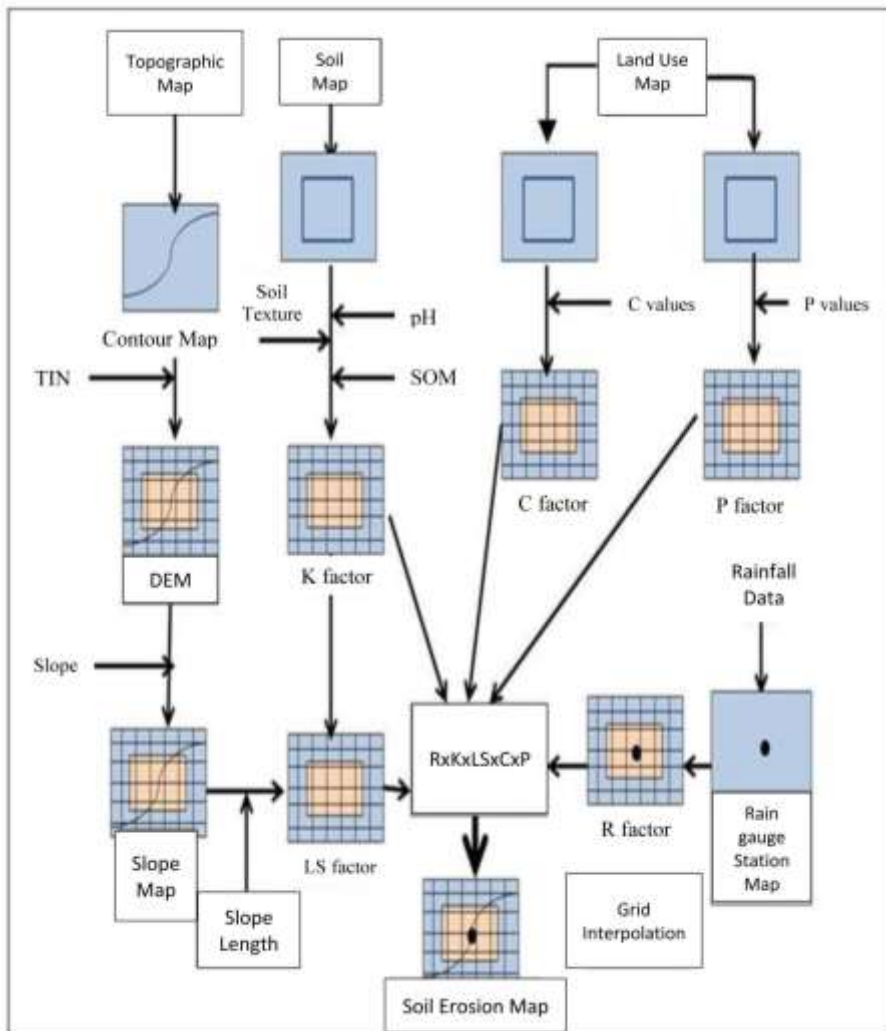 Topographic
Map
Soil
Map
Land Use
Map
Soil
Texture
pH
C values
P values
Contour Map
TIN
SOM
C factor
P factor
DEM
K factor
Rainfall
Data
Slope
RxKxLSxCxP
R factor
Rain
gauge
Station
Map
Slope
Map
LS factor
Slope
Length
Grid
Interpolation
Soil Erosion Map